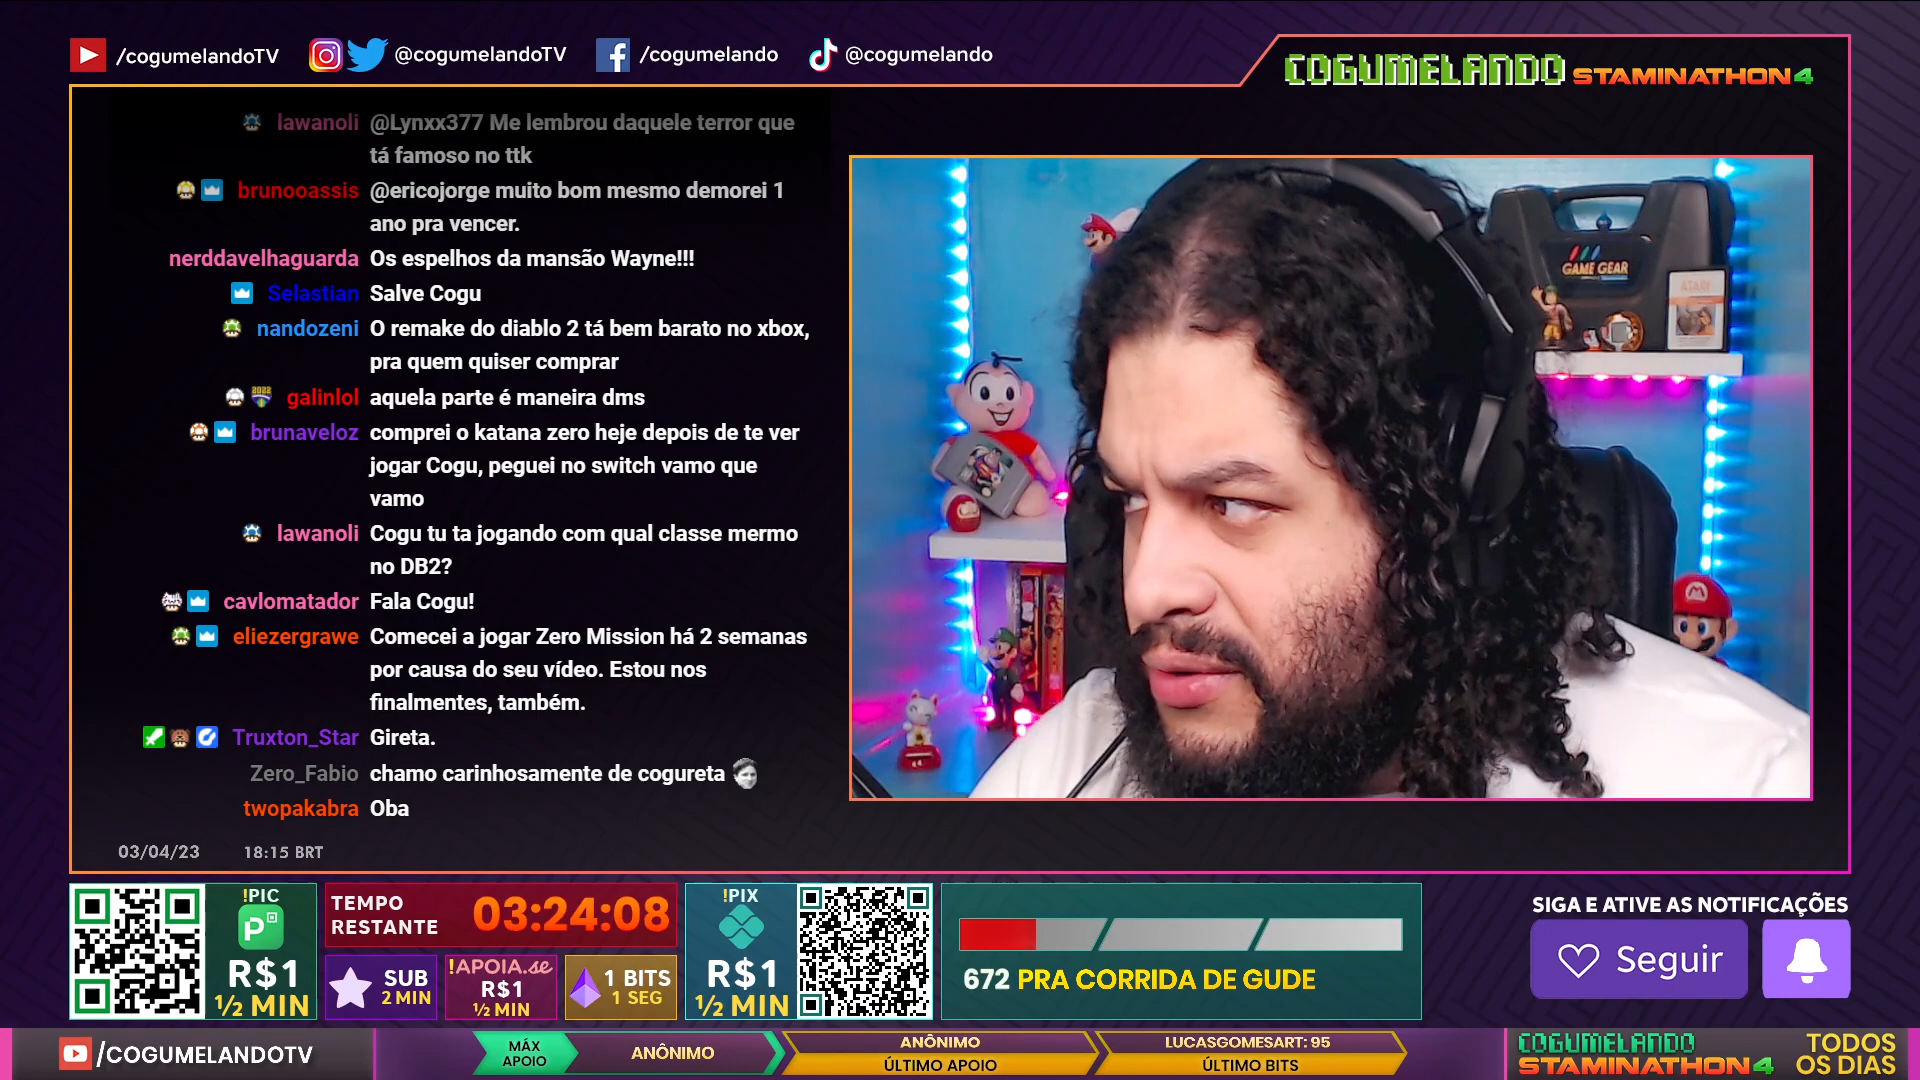 /cogumelandoTV
@cogumelandoTV
/cogumelando
@cogumelando
COGUMELANDO STAMINATHON 4
lawanoli @Lynxx377 Me lembrou daquele terror que
tá famoso no ttk
brunooassis @ericojorge muito bom mesmo demorei 1
ano pra vencer.
nerddavelhaguarda Os espelhos da mansão Wayne!!!
Selastian Salve Cogu
nandozeni O remake do diablo 2 tá bem barato no xbox,
pra quem quiser comprar
galinlol aquela parte é maneira dms
brunaveloz comprei o katana zero heje depois de te ver
jogar Cogu, peguei no switch vamo que
vamo
lawanoli Cogu tu ta jogando com qual classe mermo
no DB2?
cavlomatador Fala Cogu!
eliezergrawe Comecei a jogar Zero Mission há 2 semanas
por causa do seu vídeo. Estou nos
finalmentes, também.
Truxton_Star Gireta.
Zero_Fabio chamo carinhosamente de cogureta
twopakabra Oba
03/04/23 18:15 BRT
GAME GEAR
ATARI
!PIC
R$1
½ MIN
TEMPO
RESTANTE
03:24:08
SUB
2 MIN
!APOIA.se
R$1
½ MIN
1 BITS
1 SEG
!PIX
R$1
½ MIN
672 PRA CORRIDA DE GUDE
SIGA E ATIVE AS NOTIFICAÇÕES
Seguir
/COGUMELANDOTV
MÁX
APOIO
ANÔNIMO
ANÔNIMO
ÚLTIMO APOIO
LUCASGOMESART: 95
ÚLTIMO BITS
COGUMELANDO
STAMINATHON 4
TODOS
OS DIAS